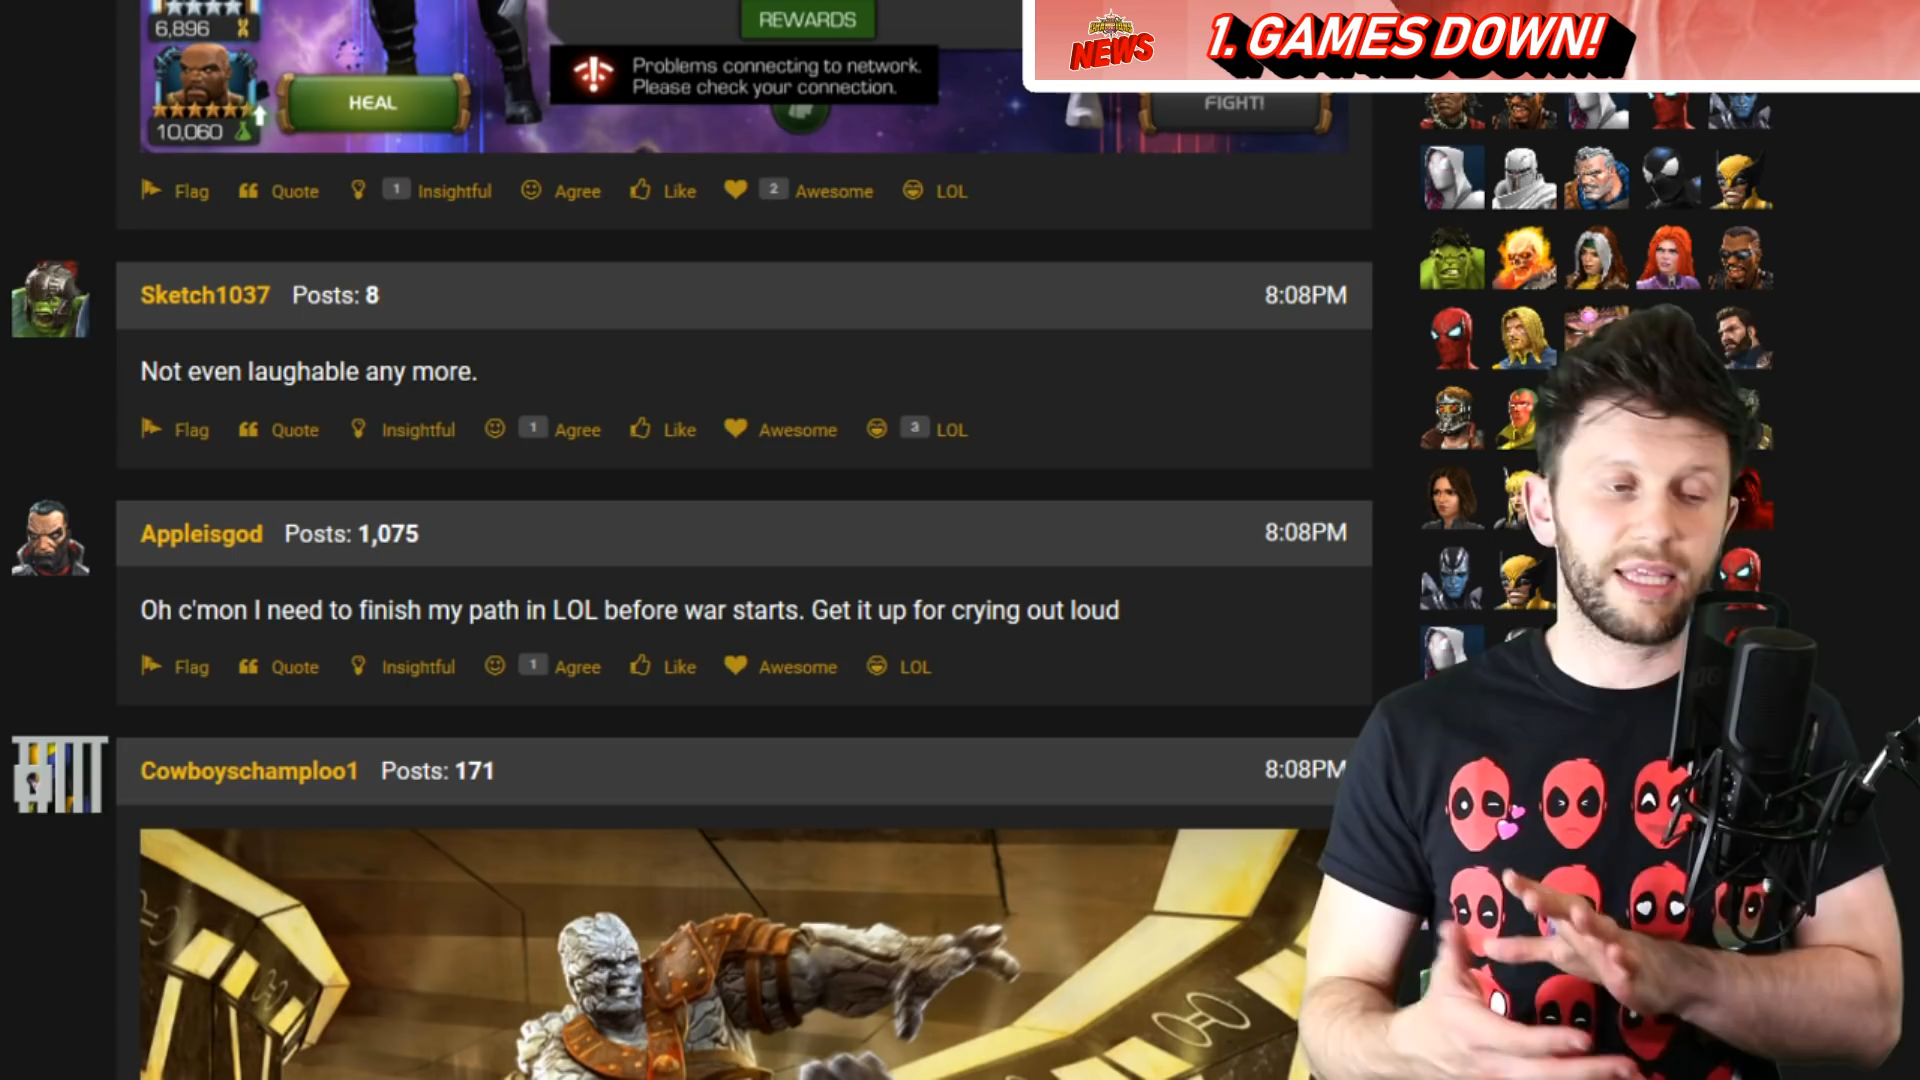 CHAMPIONS
NEWS
1. GAMES DOWN!
6,896
REWARDS
Problems connecting to network.
Please check your connection.
HEAL
FIGHT!
10,060
Flag Quote 1 Insightful Agree Like 2 Awesome LOL
Sketch1037 Posts: 8 8:08PM
Not even laughable any more.
Flag Quote Insightful 1 Agree Like Awesome 3 LOL
Appleisgod Posts: 1,075 8:08PM
Oh c'mon I need to finish my path in LOL before war starts. Get it up for crying out loud
Flag Quote Insightful 1 Agree Like Awesome LOL
Cowboyschamploo1 Posts: 171 8:08PM